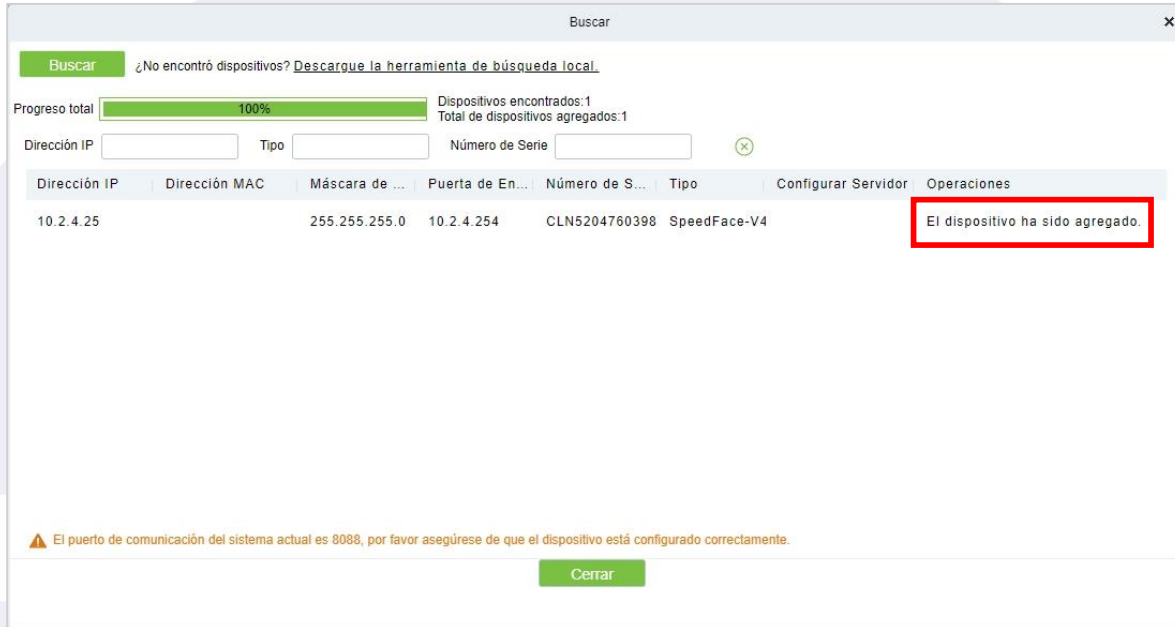 Buscar
Buscar ¿No encontró dispositivos? Descargue la herramienta de búsqueda local.
Progreso total 100% Dispositivos encontrados:1
Total de dispositivos agregados:1
Dirección IP Tipo Número de Serie
Dirección IP Dirección MAC Máscara de ... Puerta de En... Número de S... Tipo Configurar Servidor Operaciones
10.2.4.25 255.255.255.0 10.2.4.254 CLN5204760398 SpeedFace-V4 El dispositivo ha sido agregado.
El puerto de comunicación del sistema actual es 8088, por favor asegúrese de que el dispositivo está configurado correctamente.
Cerrar